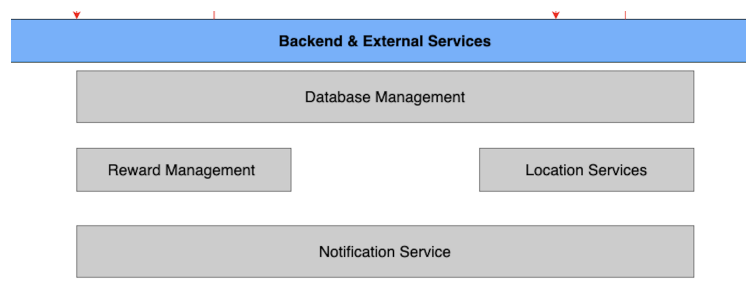 Backend & External Services
Database Management
Reward Management
Location Services
Notification Service